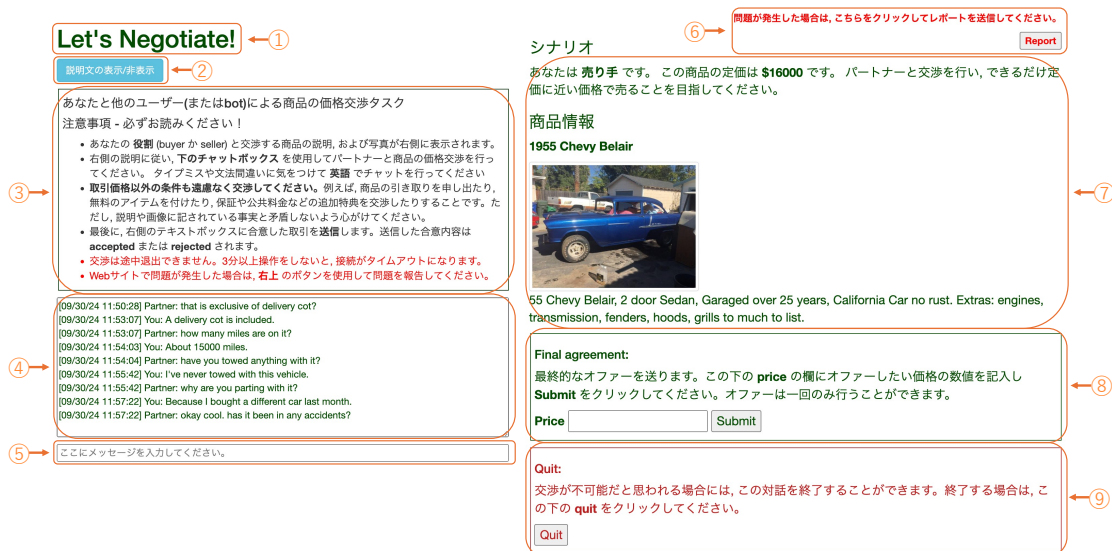 Let's Negotiate!
①
説明文の表示/非表示
②
③
あなたと他のユーザー(またはbot)による商品の価格交渉タスク
注意事項 - 必ずお読みください！
• あなたの 役割 (buyer か seller) と交渉する商品の説明, および写真が右側に表示されます。
• 右側の説明に従い, 下のチャットボックス を使用してパートナーと商品の価格交渉を行っ
てください。 タイプミスや文法間違いに気をつけて 英語 でチャットを行ってください
• 取引価格以外の条件も遠慮なく交渉してください。例えば, 商品の引き取りを申し出たり,
無料のアイテムを付けたり, 保証や公共料金などの追加特典を交渉したりすることです。た
だし, 説明や画像に記されている事実と矛盾しないよう心がけてください。
• 最後に, 右側のテキストボックスに合意した取引を送信します。送信した合意内容は
accepted または rejected されます。
• 交渉は途中退出できません。3分以上操作をしないと, 接続がタイムアウトになります。
• Webサイトで問題が発生した場合は, 右上 のボタンを使用して問題を報告してください。
④
[09/30/24 11:50:28] Partner: that is exclusive of delivery cot?
[09/30/24 11:53:07] You: A delivery cot is included.
[09/30/24 11:53:07] Partner: how many miles are on it?
[09/30/24 11:54:03] You: About 15000 miles.
[09/30/24 11:54:04] Partner: have you towed anything with it?
[09/30/24 11:55:42] You: I've never towed with this vehicle.
[09/30/24 11:55:42] Partner: why are you parting with it?
[09/30/24 11:57:22] You: Because I bought a different car last month.
[09/30/24 11:57:22] Partner: okay cool. has it been in any accidents?
⑤
ここにメッセージを入力してください。
⑥
問題が発生した場合は, こちらをクリックしてレポートを送信してください。
Report
シナリオ
あなたは 売り手 です。 この商品の定価は $16000 です。 パートナーと交渉を行い, できるだけ定
価に近い価格で売ることを目指してください。
商品情報
1955 Chevy Belair
⑦
55 Chevy Belair, 2 door Sedan, Garaged over 25 years, California Car no rust. Extras: engines,
transmission, fenders, hoods, grills to much to list.
Final agreement:
最終的なオファーを送ります。この下の price の欄にオファーしたい価格の数値を記入し
Submit をクリックしてください。オファーは一回のみ行うことができます。
⑧
Price
Submit
Quit:
交渉が不可能だと思われる場合には, この対話を終了することができます。終了する場合は, こ
の下の quit をクリックしてください。
⑨
Quit